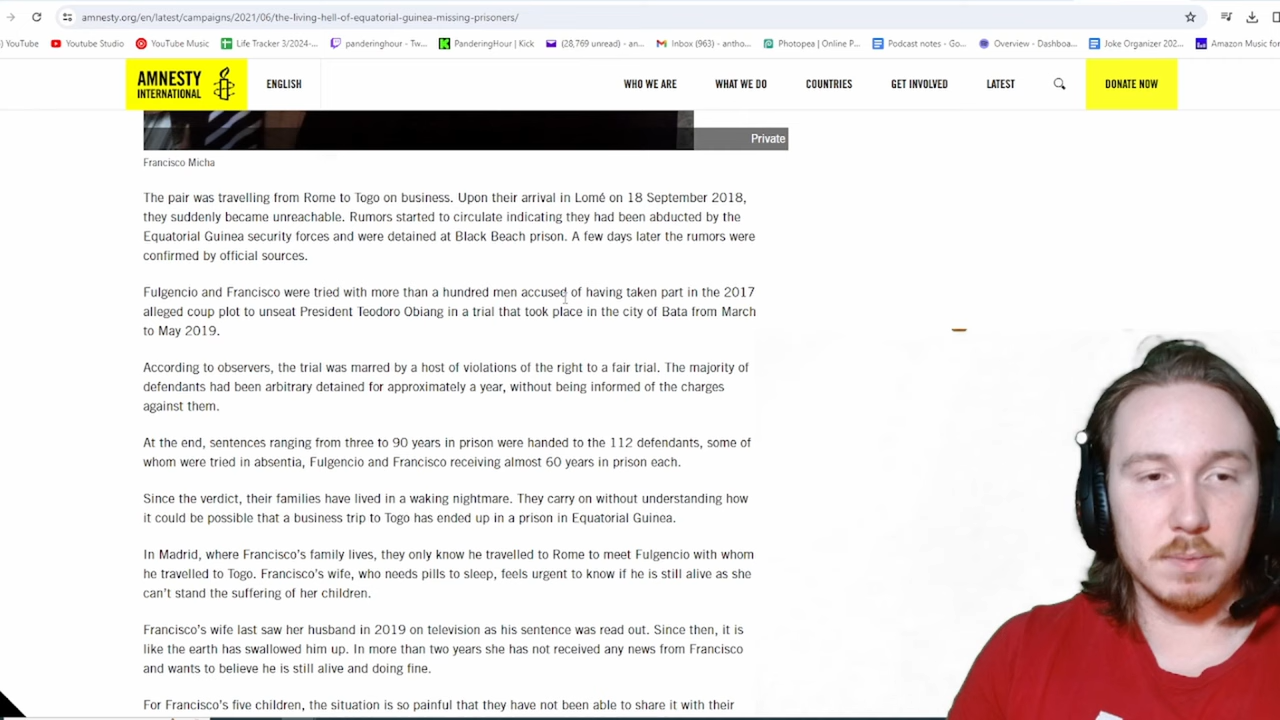 amnesty.org/en/latest/campaigns/2021/06/the-living-hell-of-equatorial-guinea-missing-prisoners/
YouTube
Youtube Studio
YouTube Music
Life Tracker 3/2024-...
panderinghour - Tw...
PanderingHour | Kick
(28,769 unread) - an...
Inbox (963) - antho...
Photopea | Online P...
Podcast notes - Go...
Overview - Dashboa...
Joke Organizer 202...
Amazon Music for
AMNESTY
INTERNATIONAL
ENGLISH
WHO WE ARE
WHAT WE DO
COUNTRIES
GET INVOLVED
LATEST
DONATE NOW
Private
Francisco Micha
The pair was travelling from Rome to Togo on business. Upon their arrival in Lomé on 18 September 2018,
they suddenly became unreachable. Rumors started to circulate indicating they had been abducted by the
Equatorial Guinea security forces and were detained at Black Beach prison. A few days later the rumors were
confirmed by official sources.
Fulgencio and Francisco were tried with more than a hundred men accused of having taken part in the 2017
alleged coup plot to unseat President Teodoro Obiang in a trial that took place in the city of Bata from March
to May 2019.
According to observers, the trial was marred by a host of violations of the right to a fair trial. The majority of
defendants had been arbitrary detained for approximately a year, without being informed of the charges
against them.
At the end, sentences ranging from three to 90 years in prison were handed to the 112 defendants, some of
whom were tried in absentia, Fulgencio and Francisco receiving almost 60 years in prison each.
Since the verdict, their families have lived in a waking nightmare. They carry on without understanding how
it could be possible that a business trip to Togo has ended up in a prison in Equatorial Guinea.
In Madrid, where Francisco's family lives, they only know he travelled to Rome to meet Fulgencio with whom
he travelled to Togo. Francisco's wife, who needs pills to sleep, feels urgent to know if he is still alive as she
can't stand the suffering of her children.
Francisco's wife last saw her husband in 2019 on television as his sentence was read out. Since then, it is
like the earth has swallowed him up. In more than two years she has not received any news from Francisco
and wants to believe he is still alive and doing fine.
For Francisco's five children, the situation is so painful that they have not been able to share it with their